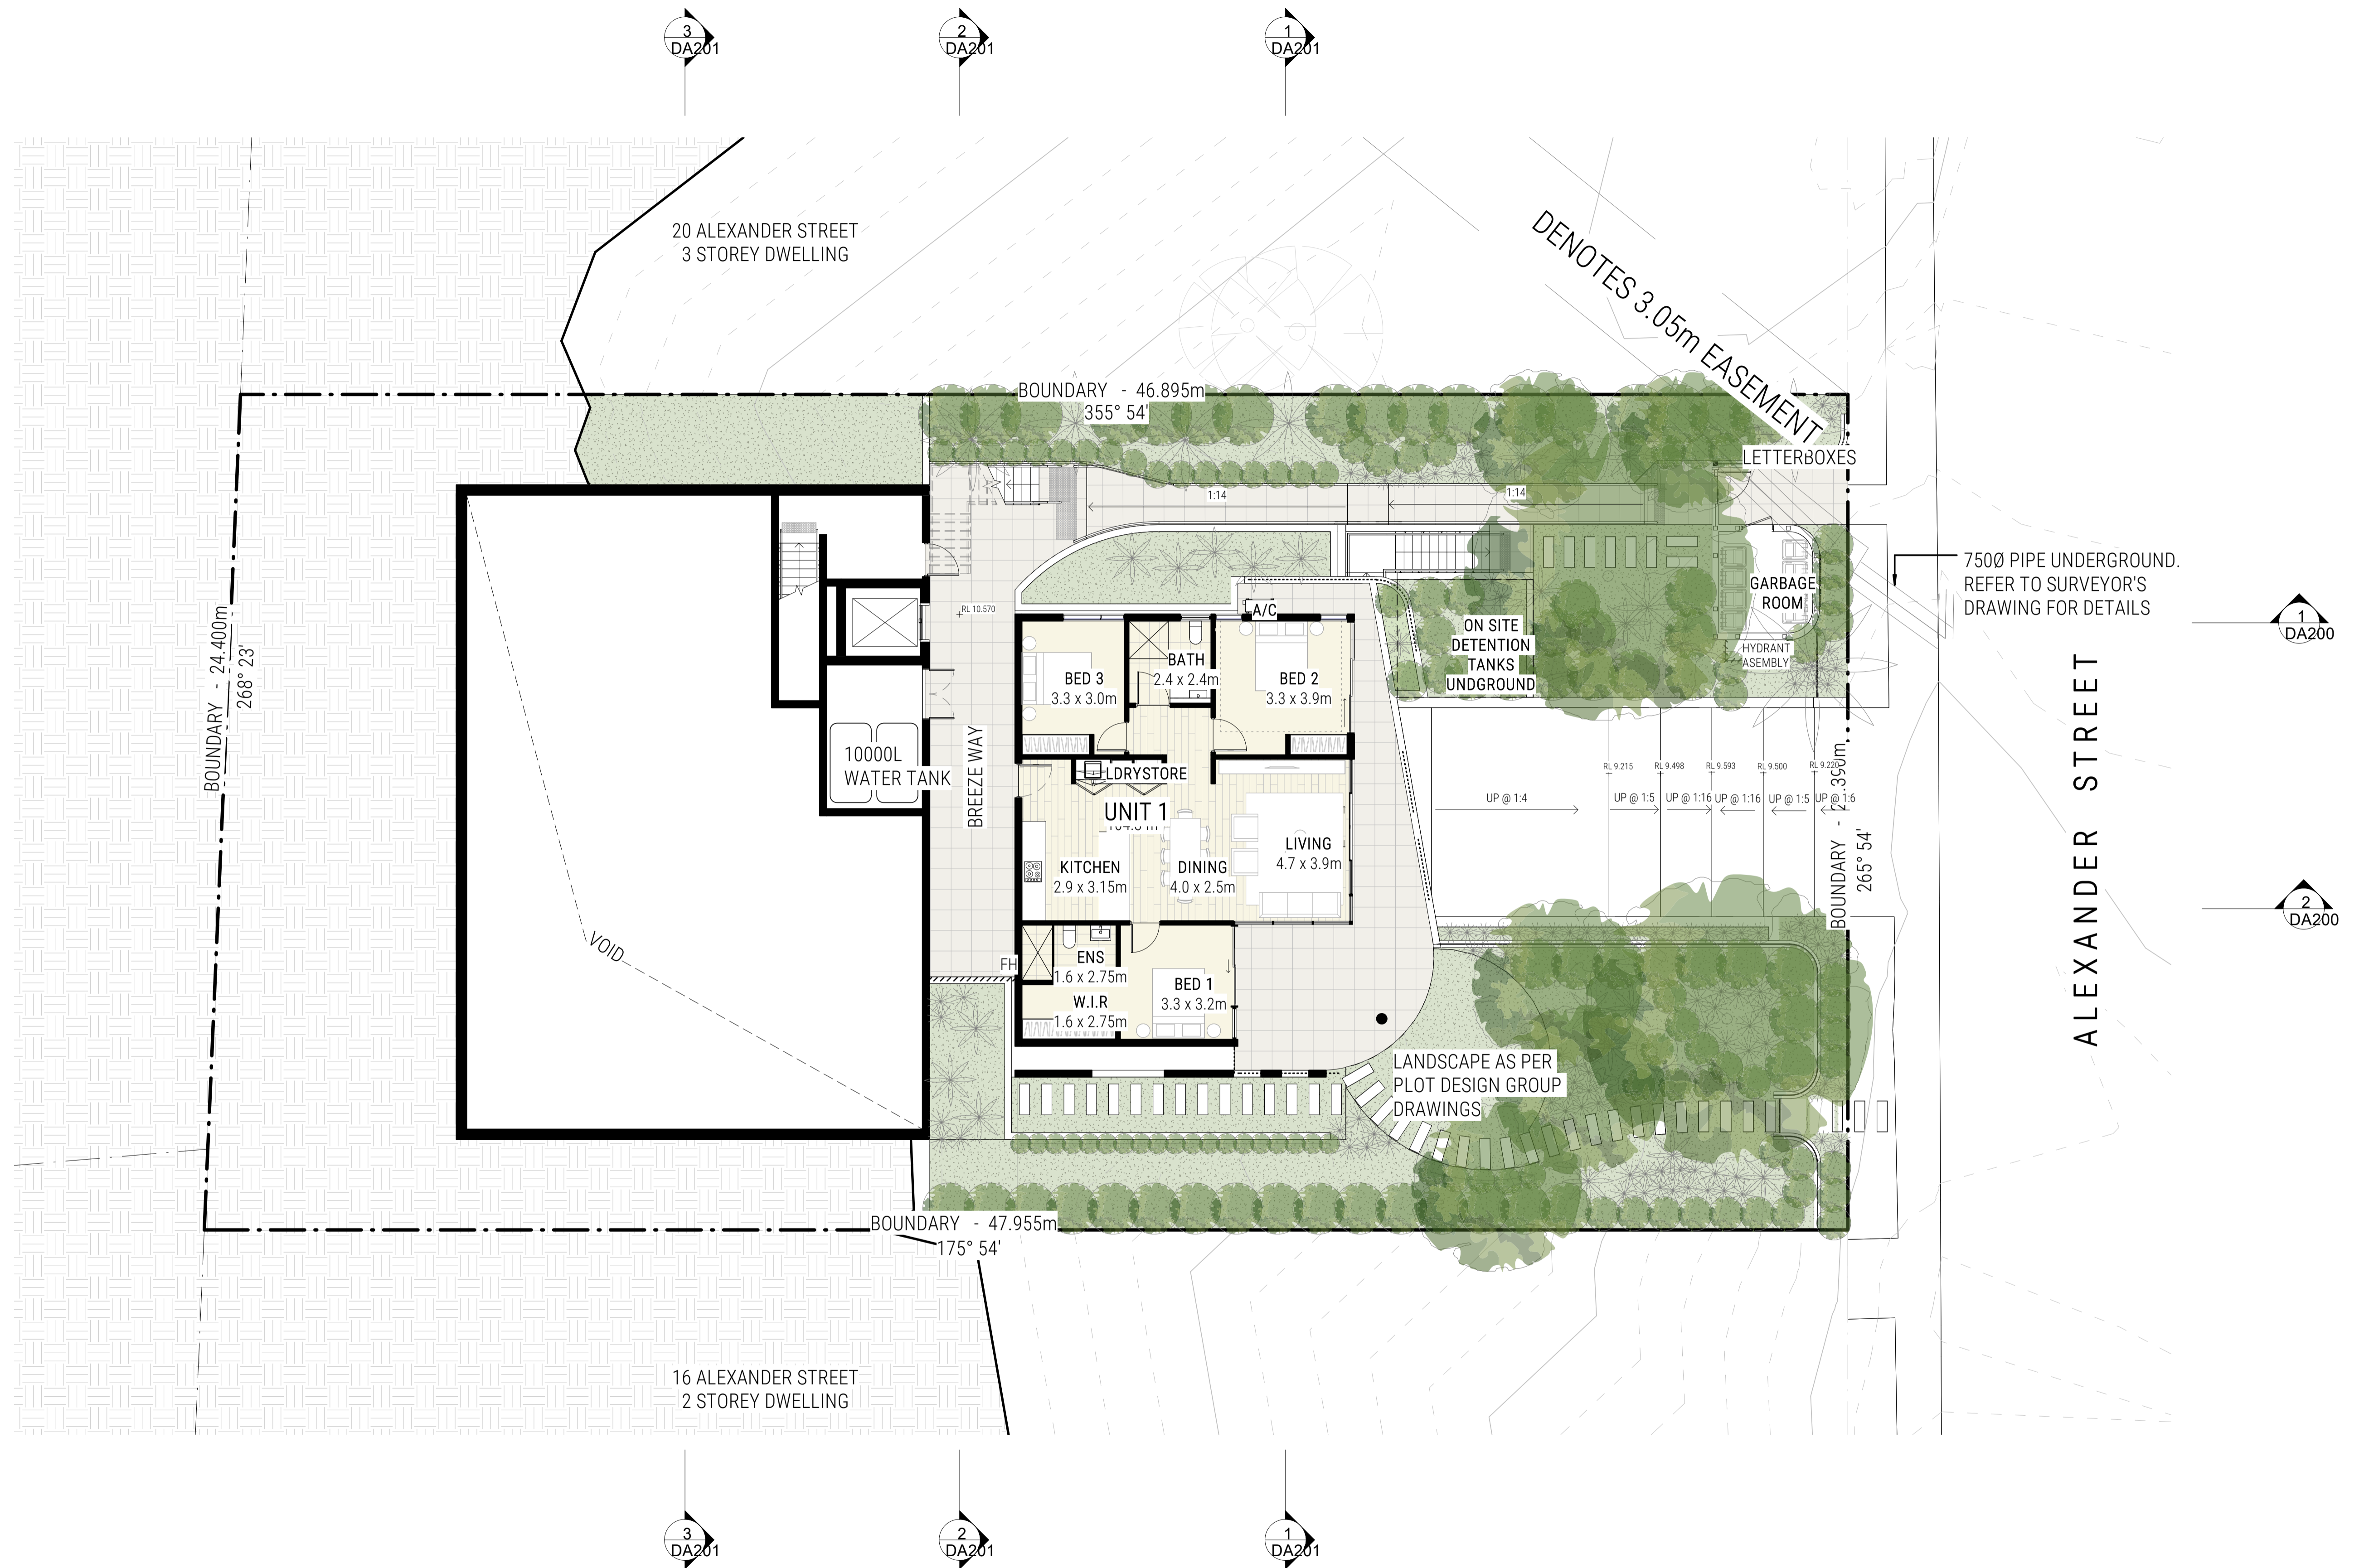 3
DA201
2
DA201
1
DA201
20 ALEXANDER STREET
3 STOREY DWELLING
DENOTES 3.05m EASEMENT
BOUNDARY - 46.895m
355° 54'
LETTERBOXES
1:14
1:14
750Ø PIPE UNDERGROUND.
REFER TO SURVEYOR'S
DRAWING FOR DETAILS
GARBAGE
ROOM
HYDRANT
ASEMBLY
1
DA200
BOUNDARY - 24.400m
268° 23'
RL 10.570
A/C
ON SITE
DETENTION
TANKS
UNDGROUND
BED 3
3.3 x 3.0m
BATH
2.4 x 2.4m
BED 2
3.3 x 3.9m
10000L
WATER TANK
BREEZE WAY
LDRY
STORE
UNIT 1
RL 9.215
RL 9.498
RL 9.593
RL 9.500
RL 9.220
UP @ 1:4
UP @ 1:5
UP @ 1:16
UP @ 1:16
UP @ 1:5
UP @ 1:6
BOUNDARY -
265° 54'
ALEXANDER STREET
KITCHEN
2.9 x 3.15m
DINING
4.0 x 2.5m
LIVING
4.7 x 3.9m
2
DA200
VOID
FH
ENS
1.6 x 2.75m
W.I.R
1.6 x 2.75m
BED 1
3.3 x 3.2m
LANDSCAPE AS PER
PLOT DESIGN GROUP
DRAWINGS
BOUNDARY - 47.955m
175° 54'
16 ALEXANDER STREET
2 STOREY DWELLING
3
DA201
2
DA201
1
DA201